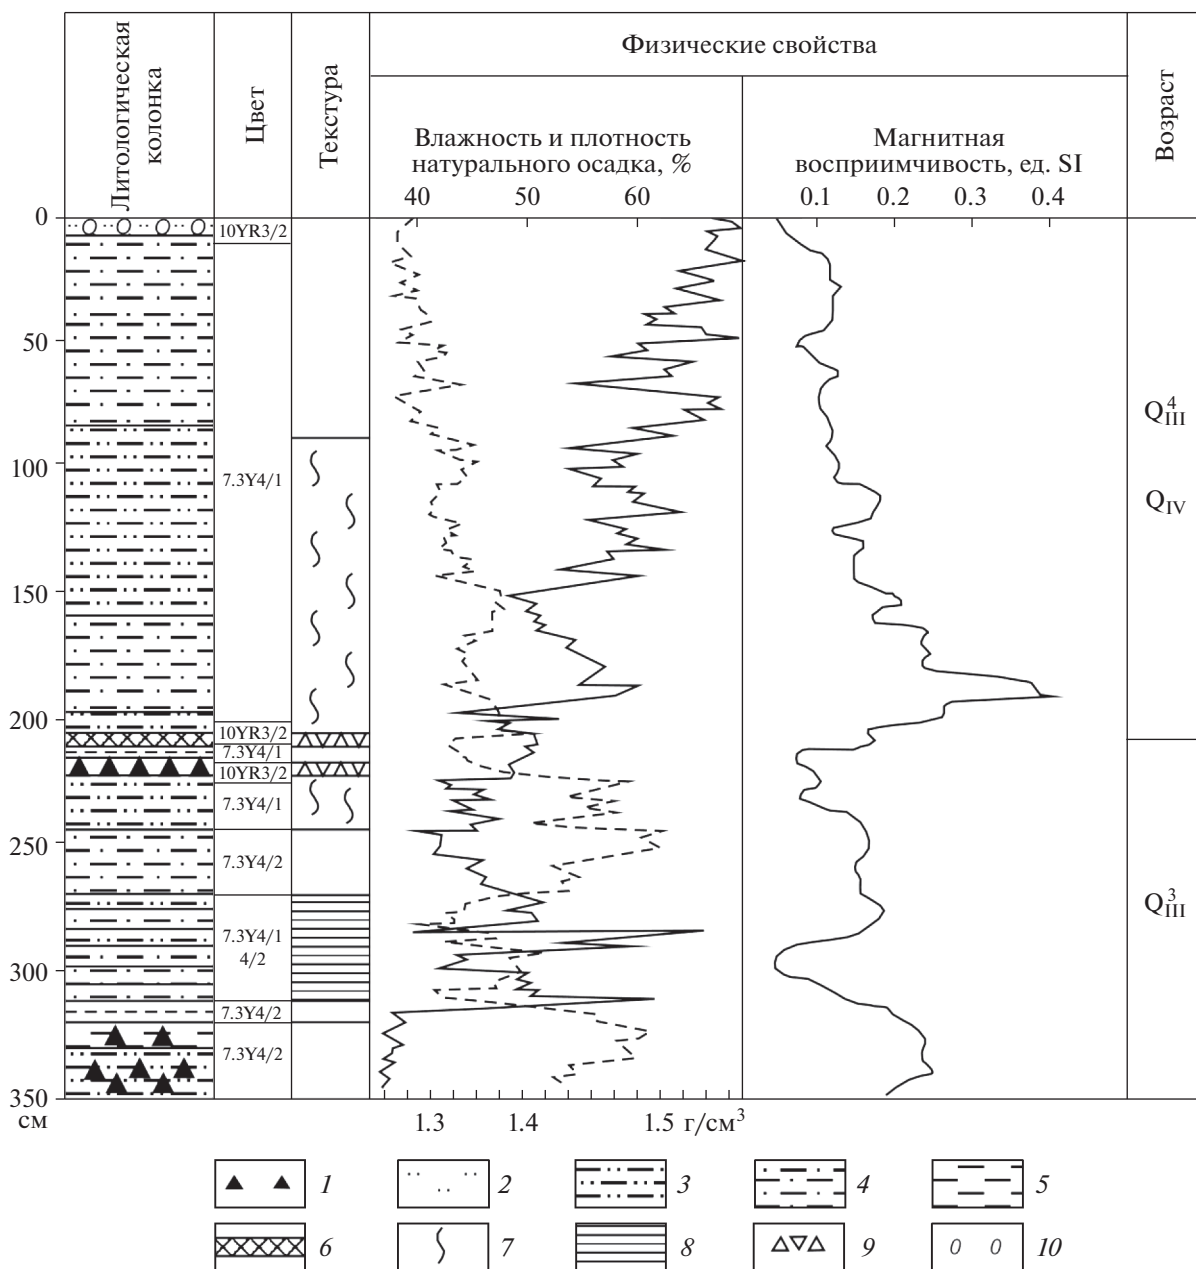 Литологическая
колонка
Цвет
Текстура
Физические свойства
Возраст
Влажность и плотность
натурального осадка, %
Магнитная
восприимчивость, ед. SI
40 50 60
0.1 0.2 0.3 0.4
0
50
100
150
200
250
300
350
см
10YR3/2
7.3Y4/1
10YR3/2
7.3Y4/1
10YR3/2
7.3Y4/1
7.3Y4/2
7.3Y4/1
4/2
7.3Y4/2
7.3Y4/2
Q⁴III
QIV
Q³III
1.3 1.4 1.5 г/см³
1 2 3 4 5
6 7 8 9 10